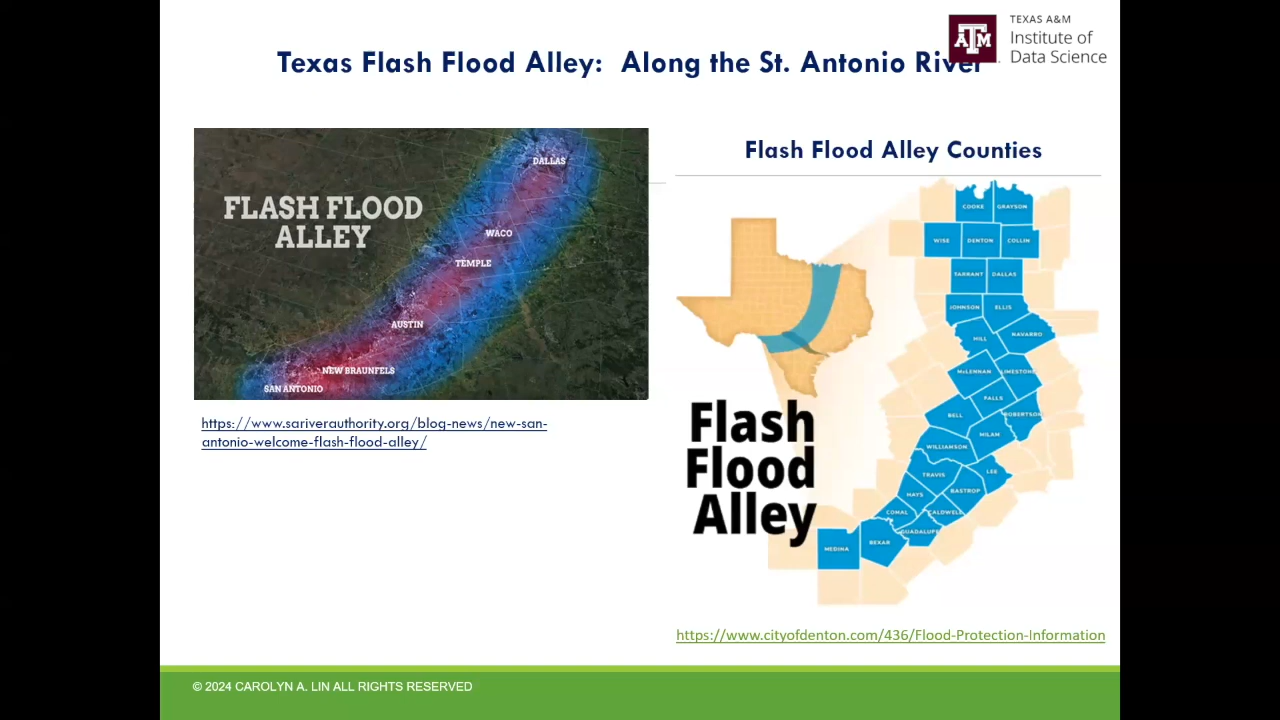 Texas Flash Flood Alley: Along the St. Antonio River
TEXAS A&M
Institute of
Data Science
ATM
FLASH FLOOD
ALLEY
DALLAS
WACO
TEMPLE
AUSTIN
NEW BRAUNFELS
SAN ANTONIO
https://www.sariverauthority.org/blog-news/new-san-
antonio-welcome-flash-flood-alley/
Flash Flood Alley Counties
COOKE
GRAYSON
WISE
DENTON
COLLIN
TARRANT
DALLAS
JOHNSON
ELLIS
HILL
NAVARRO
McLENNAN
LIMESTONE
FALLS
BELL
ROBERTSON
MILAM
WILLIAMSON
TRAVIS
LEE
HAYS
BASTROP
COMAL
CALDWELL
GUADALUPE
BEXAR
MEDINA
Flash
Flood
Alley
https://www.cityofdenton.com/436/Flood-Protection-Information
© 2024 CAROLYN A. LIN ALL RIGHTS RESERVED